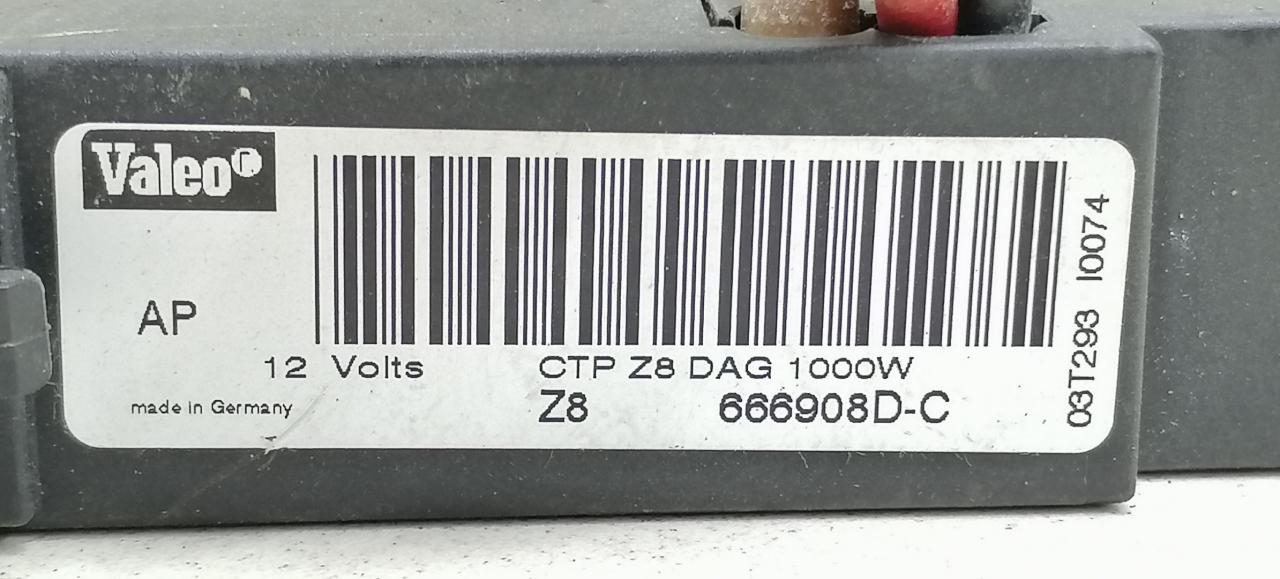 Valeo®
AP
12 Volts CTP Z8 DAG 1000W
made in Germany Z8 666908D-C
03T293 I0074